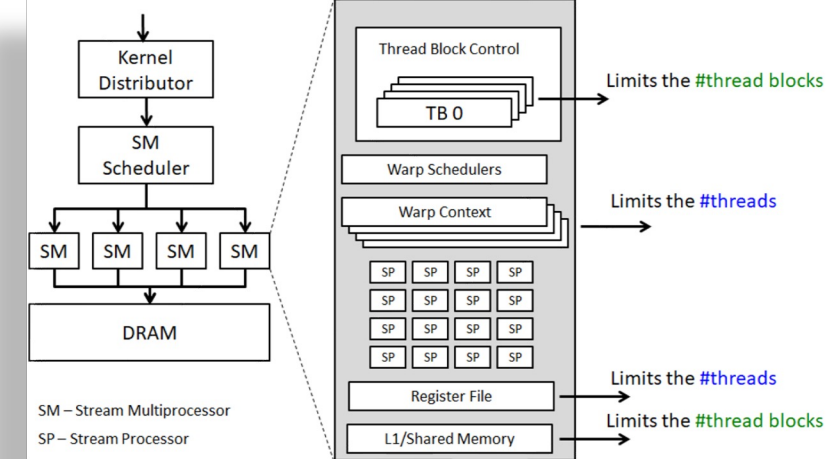 Kernel
Distributor
SM
Scheduler
SM SM SM SM
DRAM
SM – Stream Multiprocessor
SP – Stream Processor
Thread Block Control
TB 0
Warp Schedulers
Warp Context
SP SP SP SP
SP SP SP SP
SP SP SP SP
SP SP SP SP
Register File
L1/Shared Memory
Limits the #thread blocks
Limits the #threads
Limits the #threads
Limits the #thread blocks